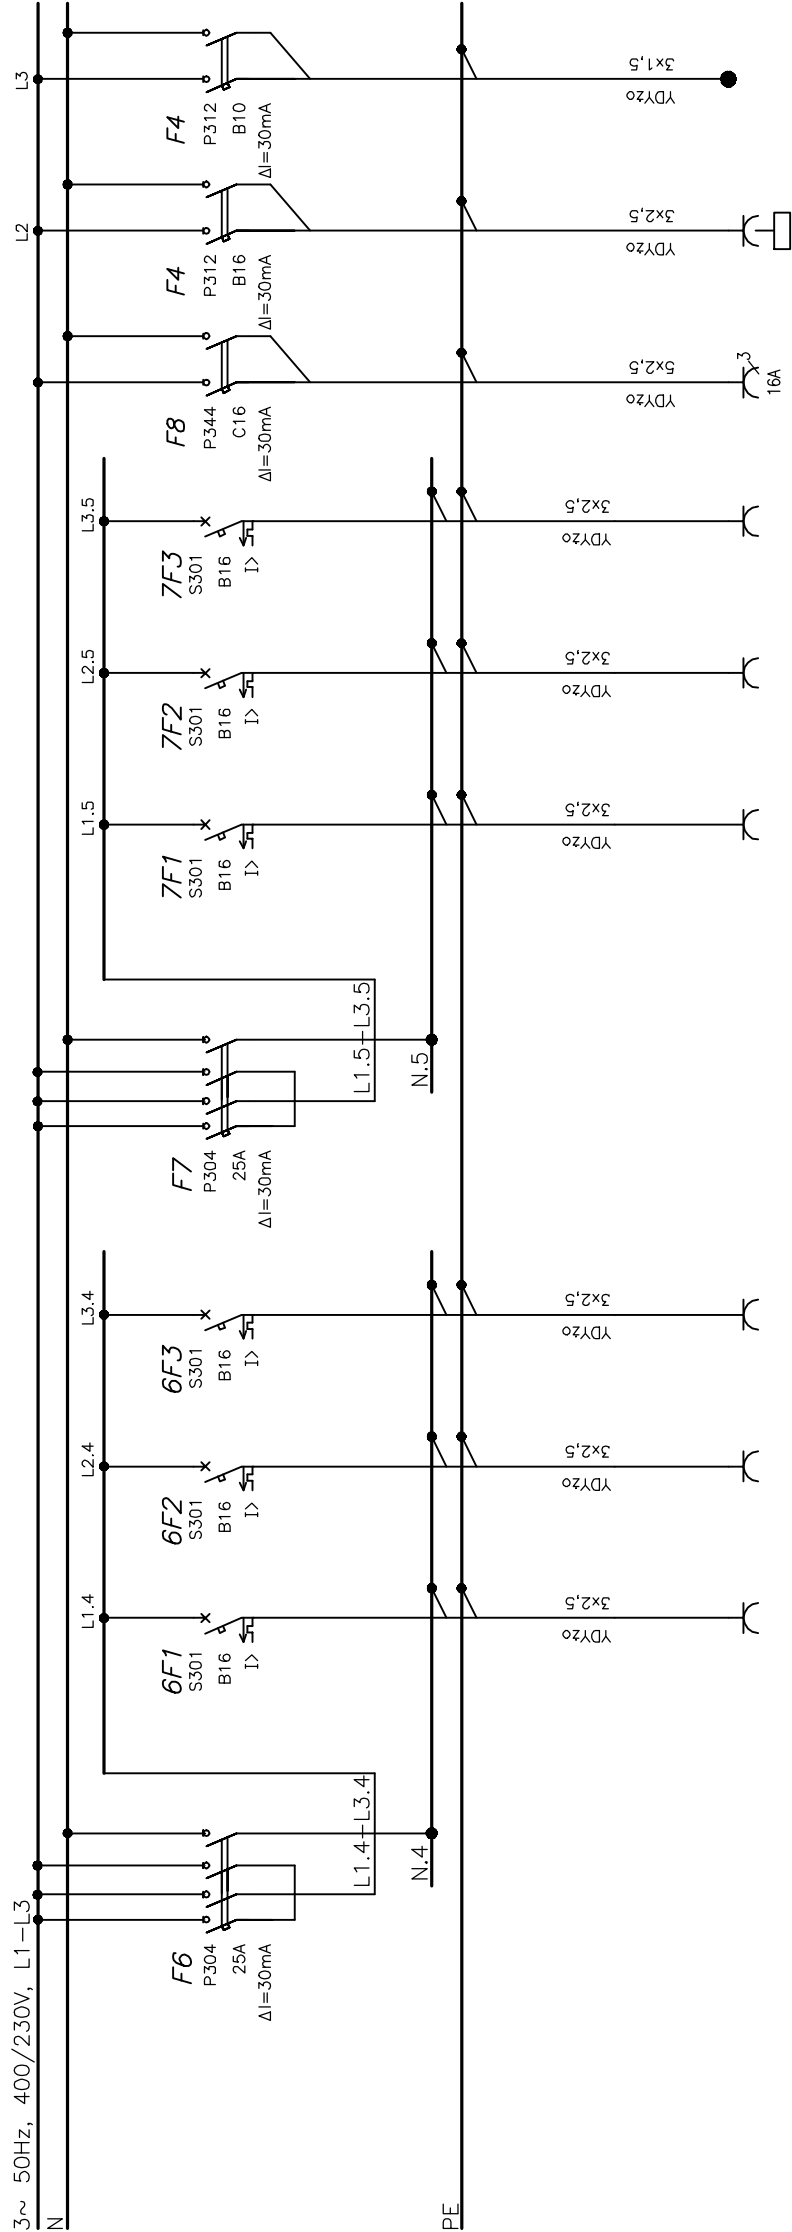 3~ 50Hz, 400/230V, L1-L3
N
PE
F6
P304
25A
ΔI=30mA
L1.4-L3.4
N.4
L1.4
6F1
S301
B16
I>
YDYżo
3x2,5
L2.4
6F2
S301
B16
I>
YDYżo
3x2,5
L3.4
6F3
S301
B16
I>
YDYżo
3x2,5
F7
P304
25A
ΔI=30mA
L1.5-L3.5
N.5
L1.5
7F1
S301
B16
I>
YDYżo
3x2,5
L2.5
7F2
S301
B16
I>
YDYżo
3x2,5
L3.5
7F3
S301
B16
I>
YDYżo
3x2,5
F8
P344
C16
ΔI=30mA
YDYżo
5x2,5
3
16A
L2
F4
P312
B16
ΔI=30mA
YDYżo
3x2,5
L3
F4
P312
B10
ΔI=30mA
YDYżo
3x1,5